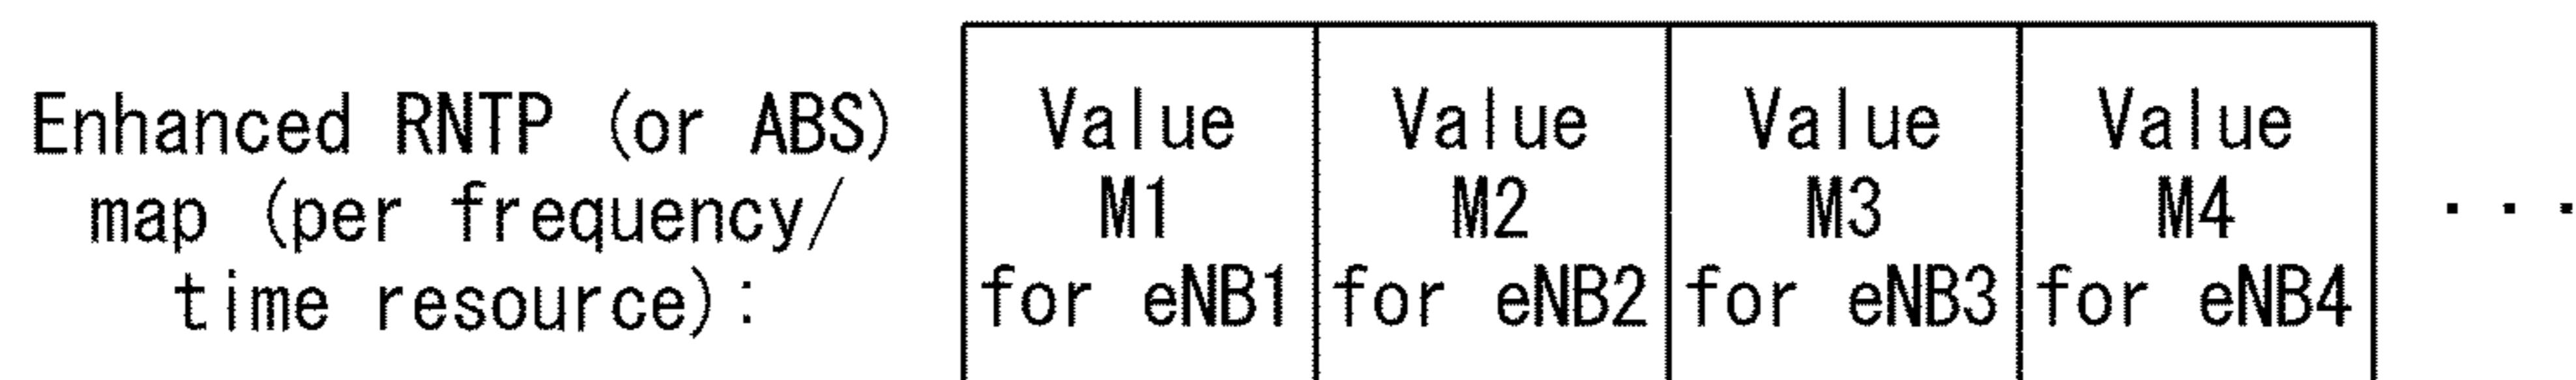 Enhanced RNTP (or ABS)
map (per frequency/
time resource):
Value
M1
for eNB1
Value
M2
for eNB2
Value
M3
for eNB3
Value
M4
for eNB4
...